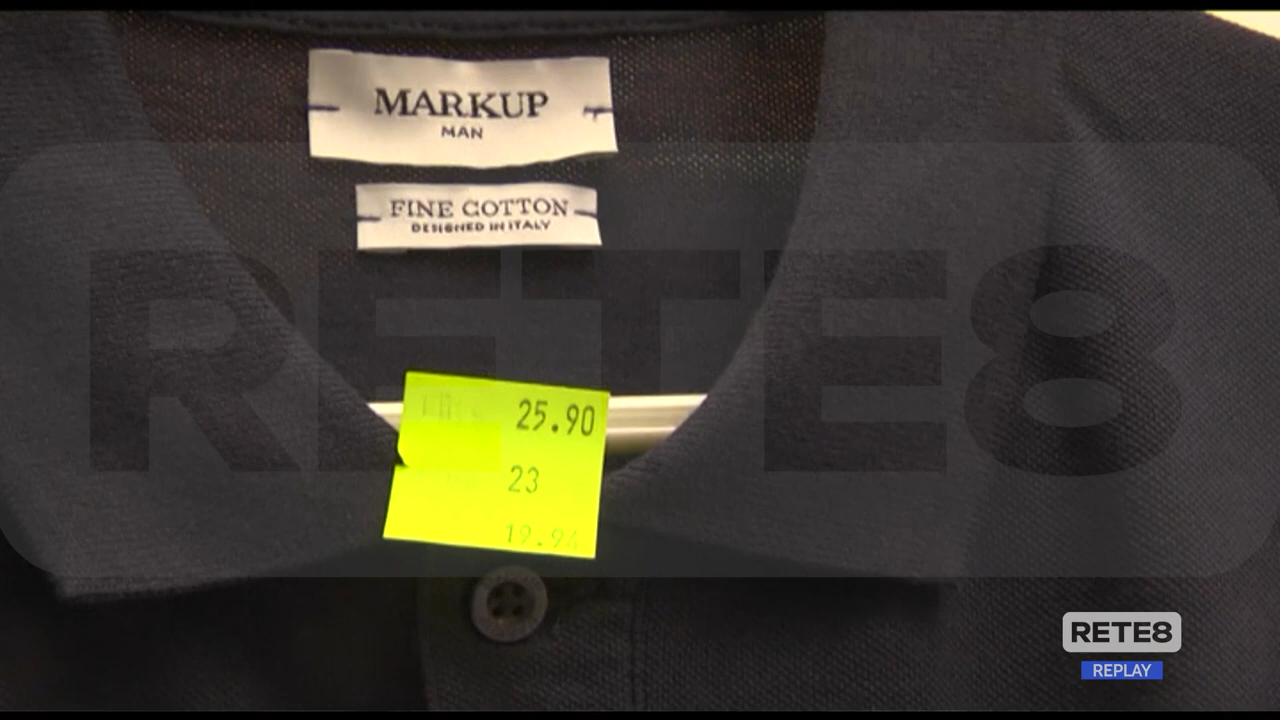 MARKUP
MAN
FINE COTTON
DESIGNED IN ITALY
RETE8
25.90
23
19.94
RETE8
REPLAY